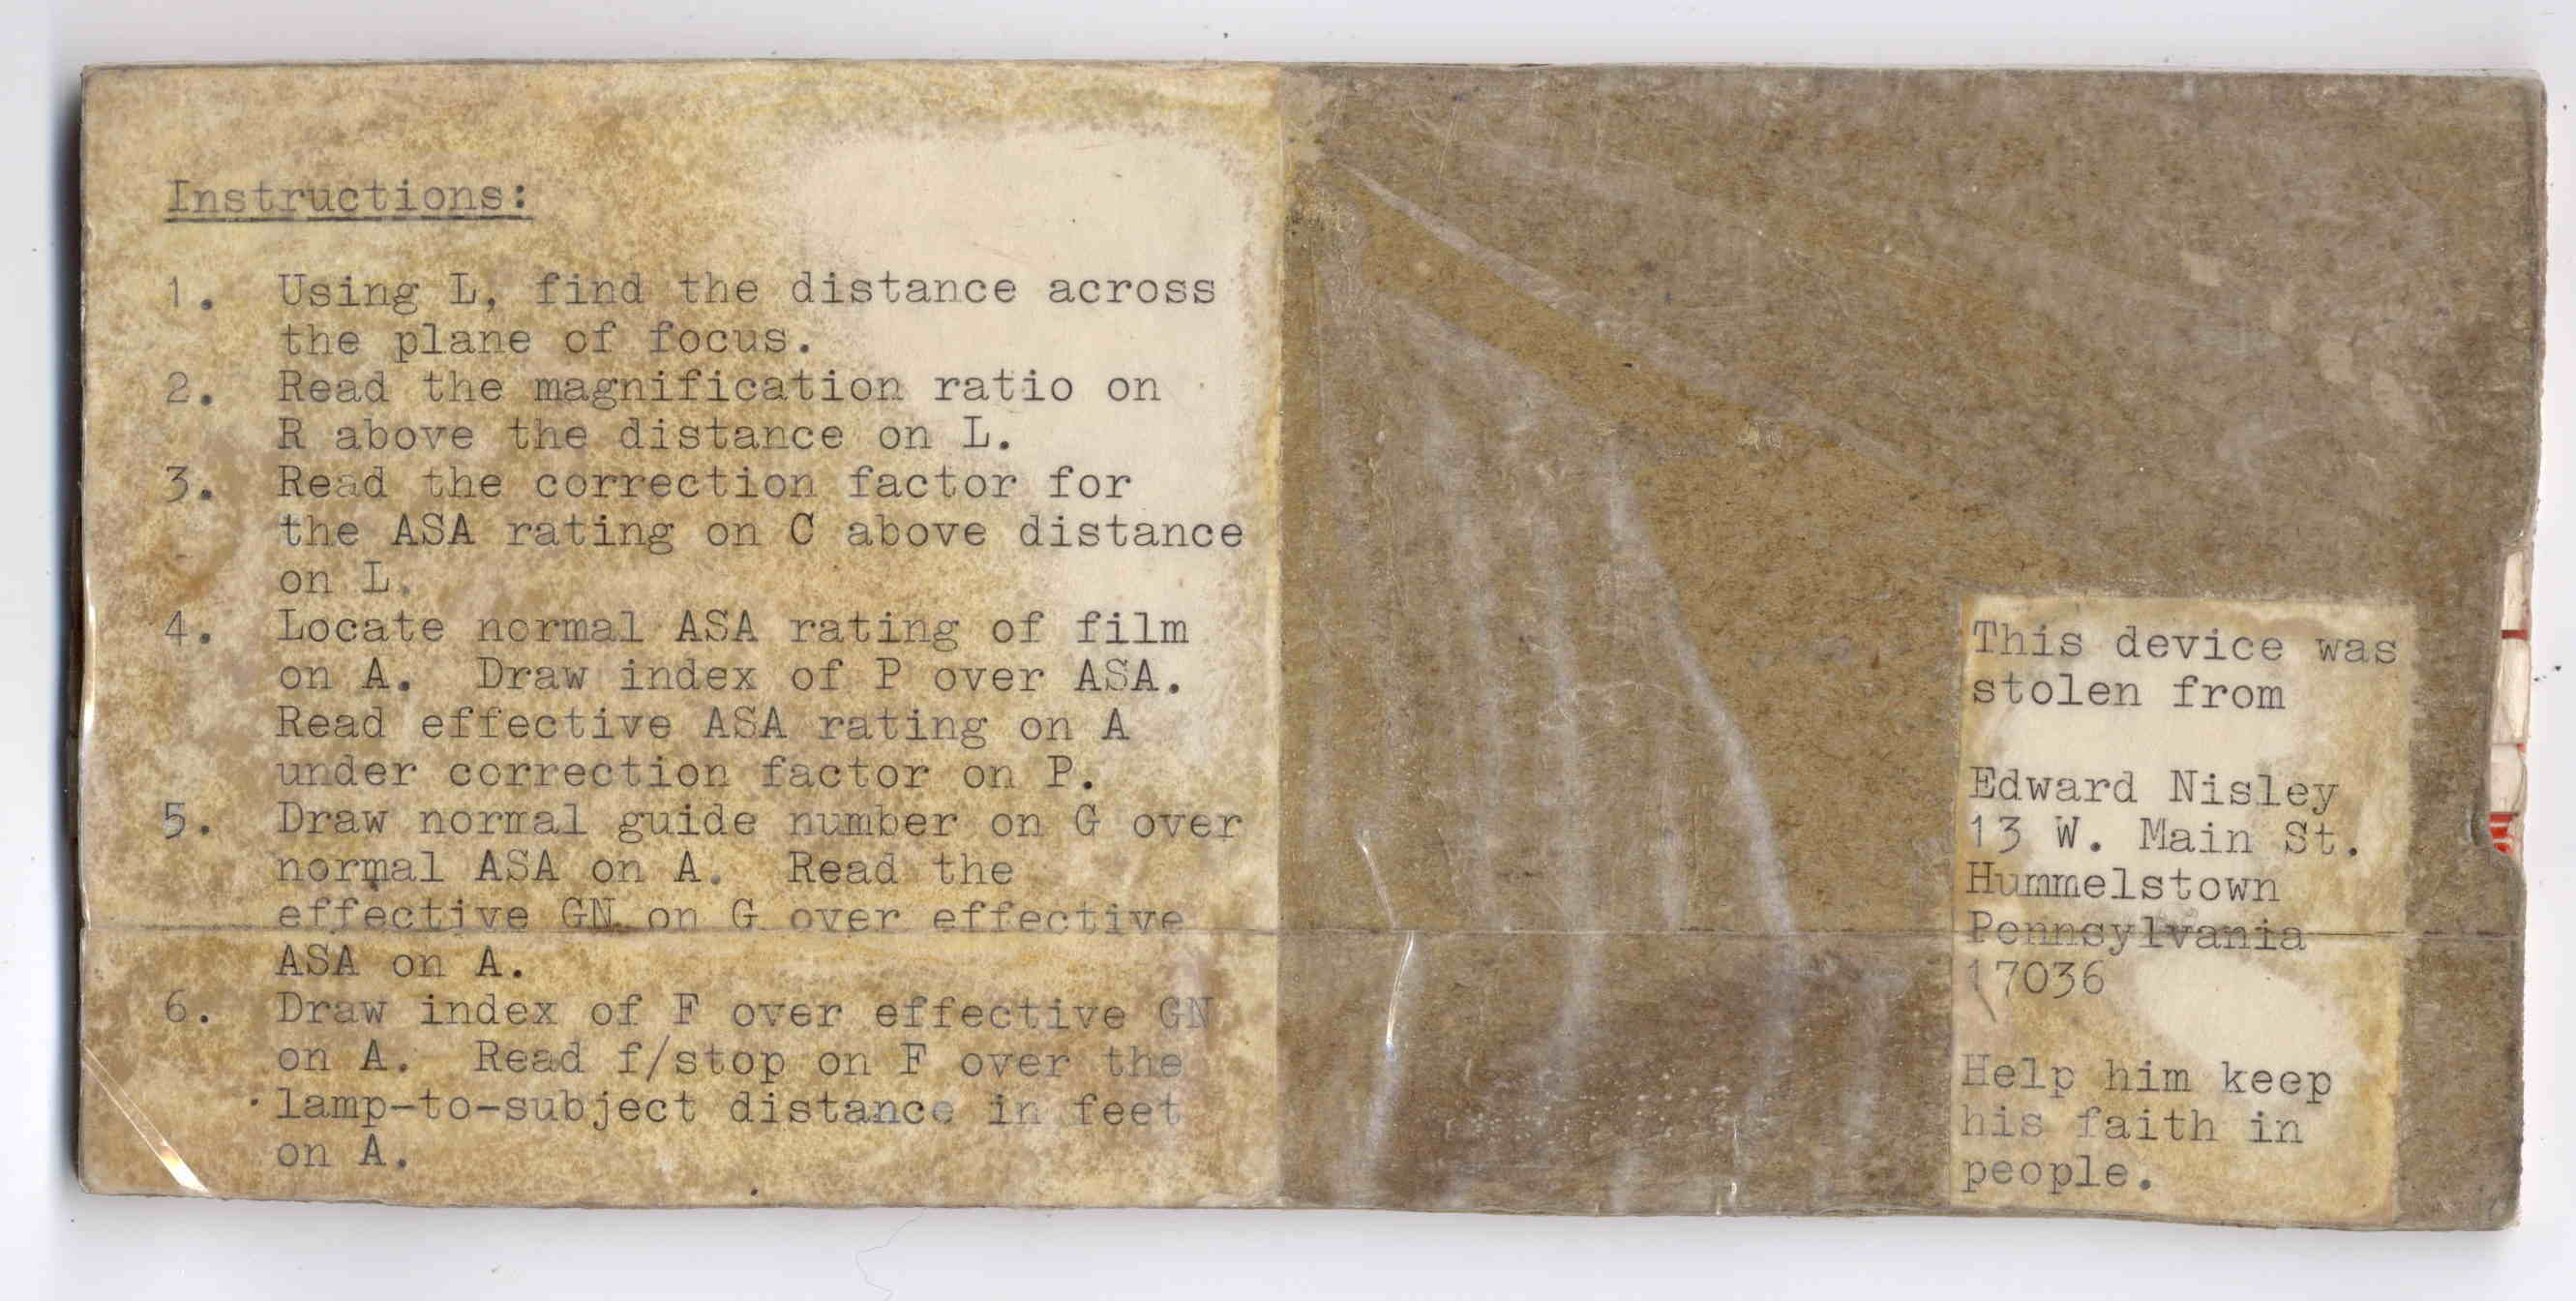 Instructions:
1. Using L, find the distance across
the plane of focus.
2. Read the magnification ratio on
R above the distance on L.
3. Read the correction factor for
the ASA rating on C above distance
on L.
4. Locate normal ASA rating of film
on A. Draw index of P over ASA.
Read effective ASA rating on A
under correction factor on P.
5. Draw normal guide number on G over
normal ASA on A. Read the
effective GN on G over effective
ASA on A.
6. Draw index of F over effective GN
on A. Read f/stop on F over the
lamp-to-subject distance in feet
on A.
This device was
stolen from
Edward Nisley
13 W. Main St.
Hummelstown
Pennsylvania
17036
Help him keep
his faith in
people.